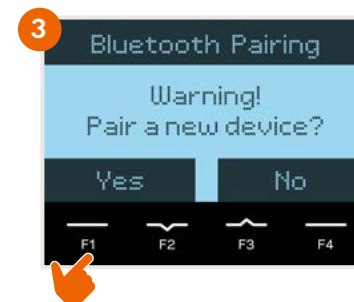 3
Bluetooth Pairing
Warning!
Pair a new device?
Yes No
F1 F2 F3 F4